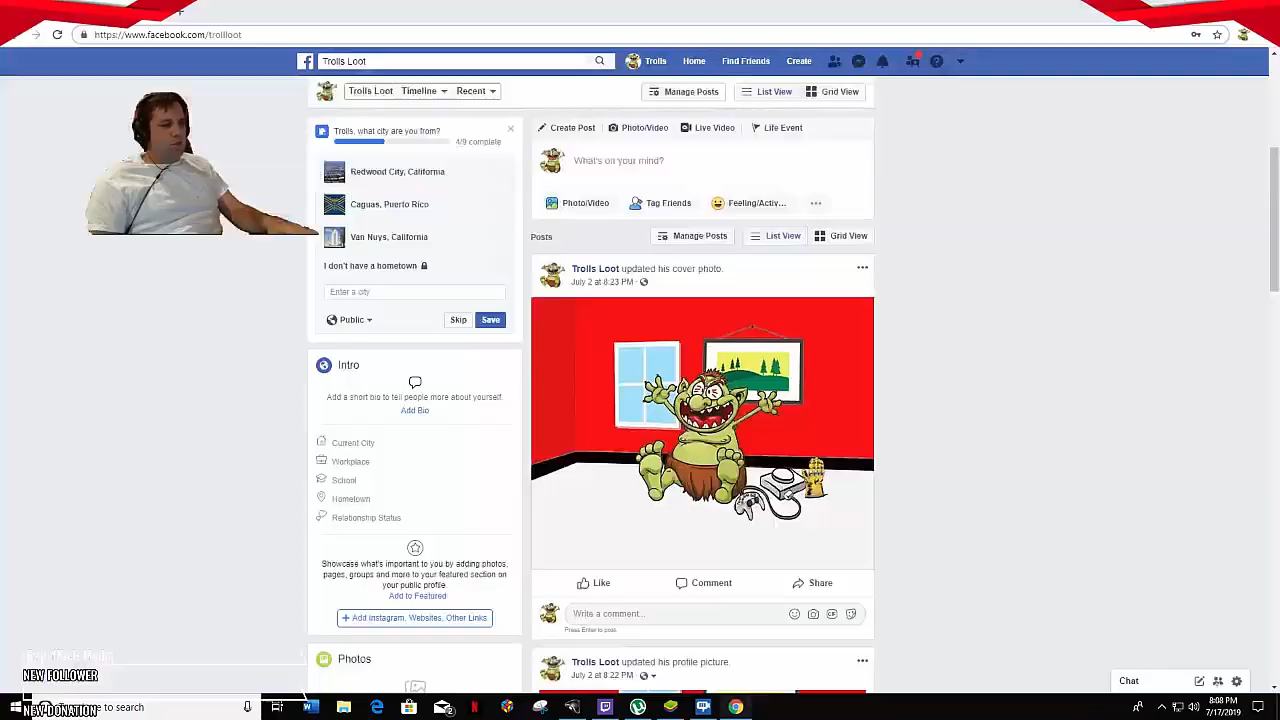 https://www.facebook.com/trollloot
Trolls Loot
Trolls Home Find Friends Create
Trolls Loot Timeline Recent
Manage Posts List View Grid View
Trolls, what city are you from?
4/9 complete
Redwood City, California
Caguas, Puerto Rico
Van Nuys, California
I don't have a hometown
Enter a city
Public Skip Save
Intro
Add a short bio to tell people more about yourself.
Add Bio
Current City
Workplace
School
Hometown
Relationship Status
Showcase what's important to you by adding photos,
pages, groups and more to your featured section on
your public profile.
Add to Featured
+ Add Instagram, Websites, Other Links
Photos
Create Post Photo/Video Live Video Life Event
What's on your mind?
Photo/Video Tag Friends Feeling/Activ...
Posts Manage Posts List View Grid View
Trolls Loot updated his cover photo.
July 2 at 8:23 PM
Like Comment Share
Write a comment...
Press Enter to post.
Trolls Loot updated his profile picture.
July 2 at 8:22 PM
Chat
NEW FOLLOWER
NEW DONATION
to search
8:08 PM
7/17/2019